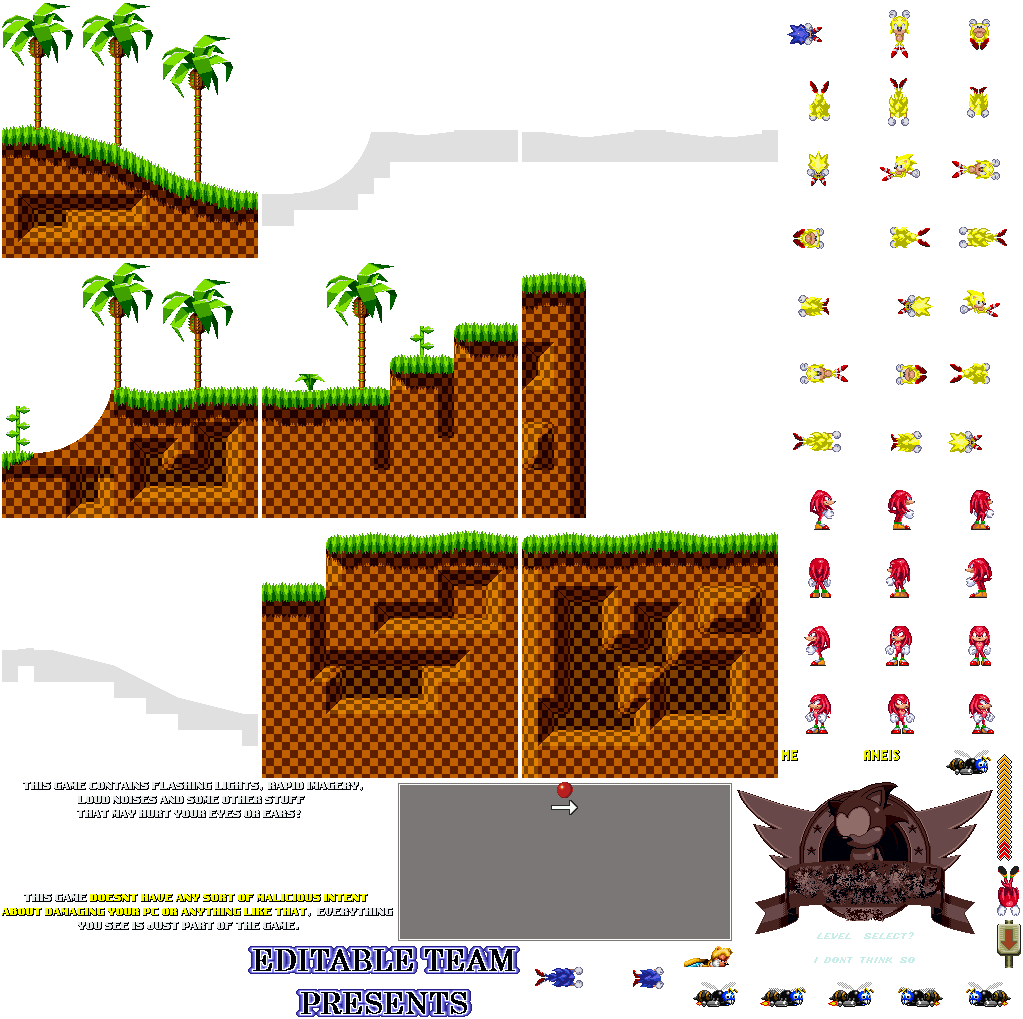 ME
AMEIS
THIS GAME CONTAINS FLASHING LIGHTS, RAPID IMAGERY,
LOUD NOISES AND SOME OTHER STUFF
THAT MAY HURT YOUR EYES OR EARS!
THIS GAME DOESNT HAVE ANY SORT OF MALICIOUS INTENT
ABOUT DAMAGING YOUR PC OR ANYTHING LIKE THAT, EVERYTHING
YOU SEE IS JUST PART OF THE GAME.
LEVEL SELECT?
I DONT THINK SO
EDITABLE TEAM
PRESENTS